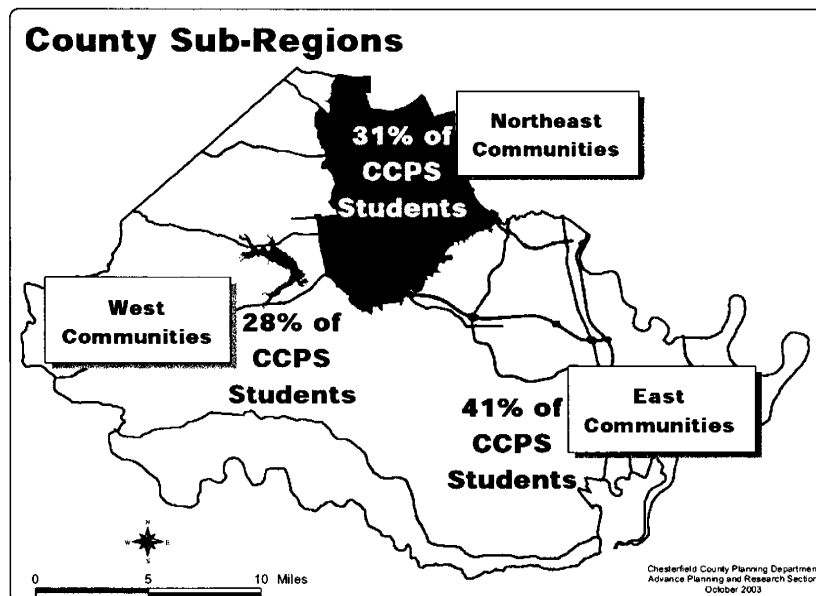 County Sub-Regions
31% of
CCPS
Students
Northeast
Communities
West
Communities
28% of
CCPS
Students
41% of
CCPS
Students
East
Communities
N
W
E
S
0 5 10 Miles
Chesterfield County Planning Departmen
Advance Planning and Research Section
October 2003